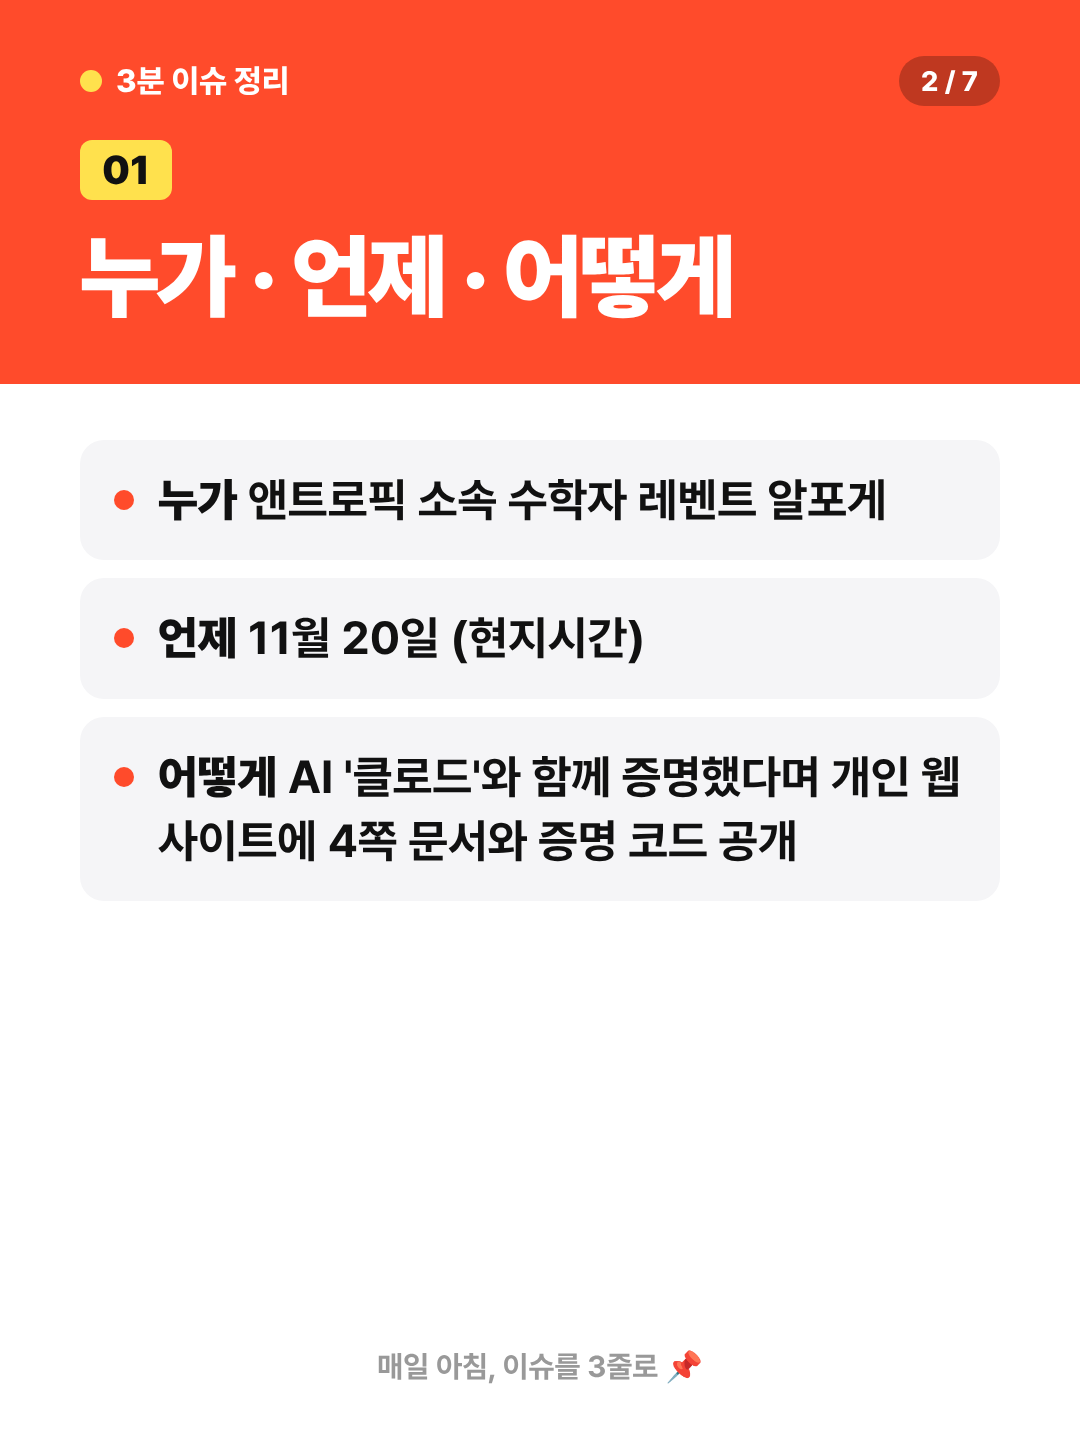 3분 이슈 정리
2 / 7
01
누가 · 언제 · 어떻게
누가 앤트로픽 소속 수학자 레벤트 알포게
언제 11월 20일 (현지시간)
어떻게 AI '클로드'와 함께 증명했다며 개인 웹
사이트에 4쪽 문서와 증명 코드 공개
매일 아침, 이슈를 3줄로 📌